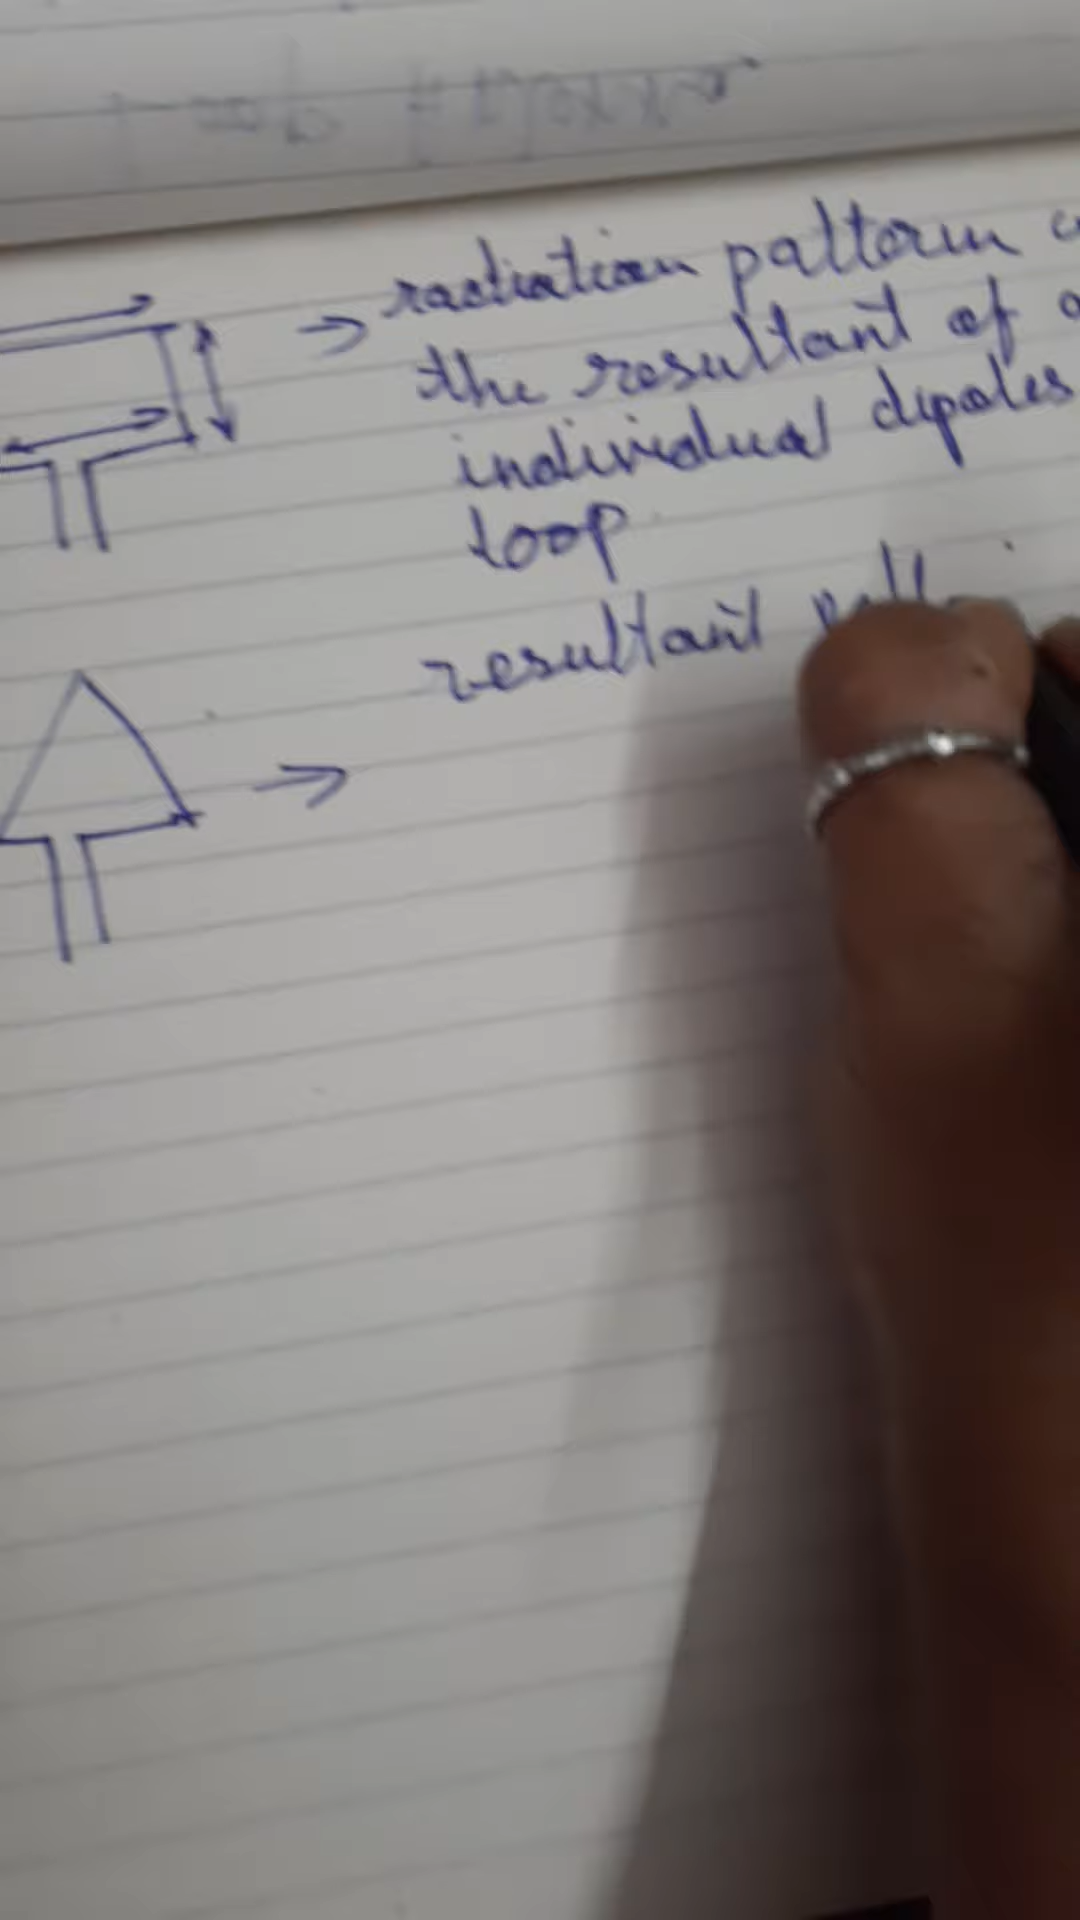 radiation pattern
the resultant of
individual dipoles
loop
resultant